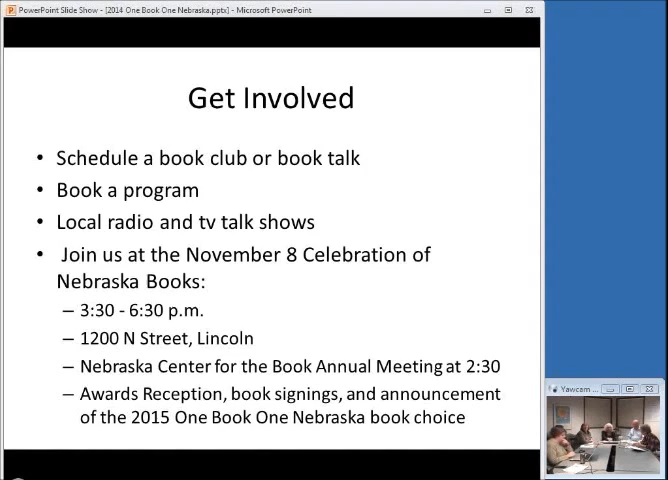 PowerPoint Slide Show - [2014 One Book One Nebraska.pptx] - Microsoft PowerPoint
Get Involved
• Schedule a book club or book talk
• Book a program
• Local radio and tv talk shows
• Join us at the November 8 Celebration of
Nebraska Books:
– 3:30 - 6:30 p.m.
– 1200 N Street, Lincoln
– Nebraska Center for the Book Annual Meeting at 2:30
– Awards Reception, book signings, and announcement
of the 2015 One Book One Nebraska book choice
Yawcam ...